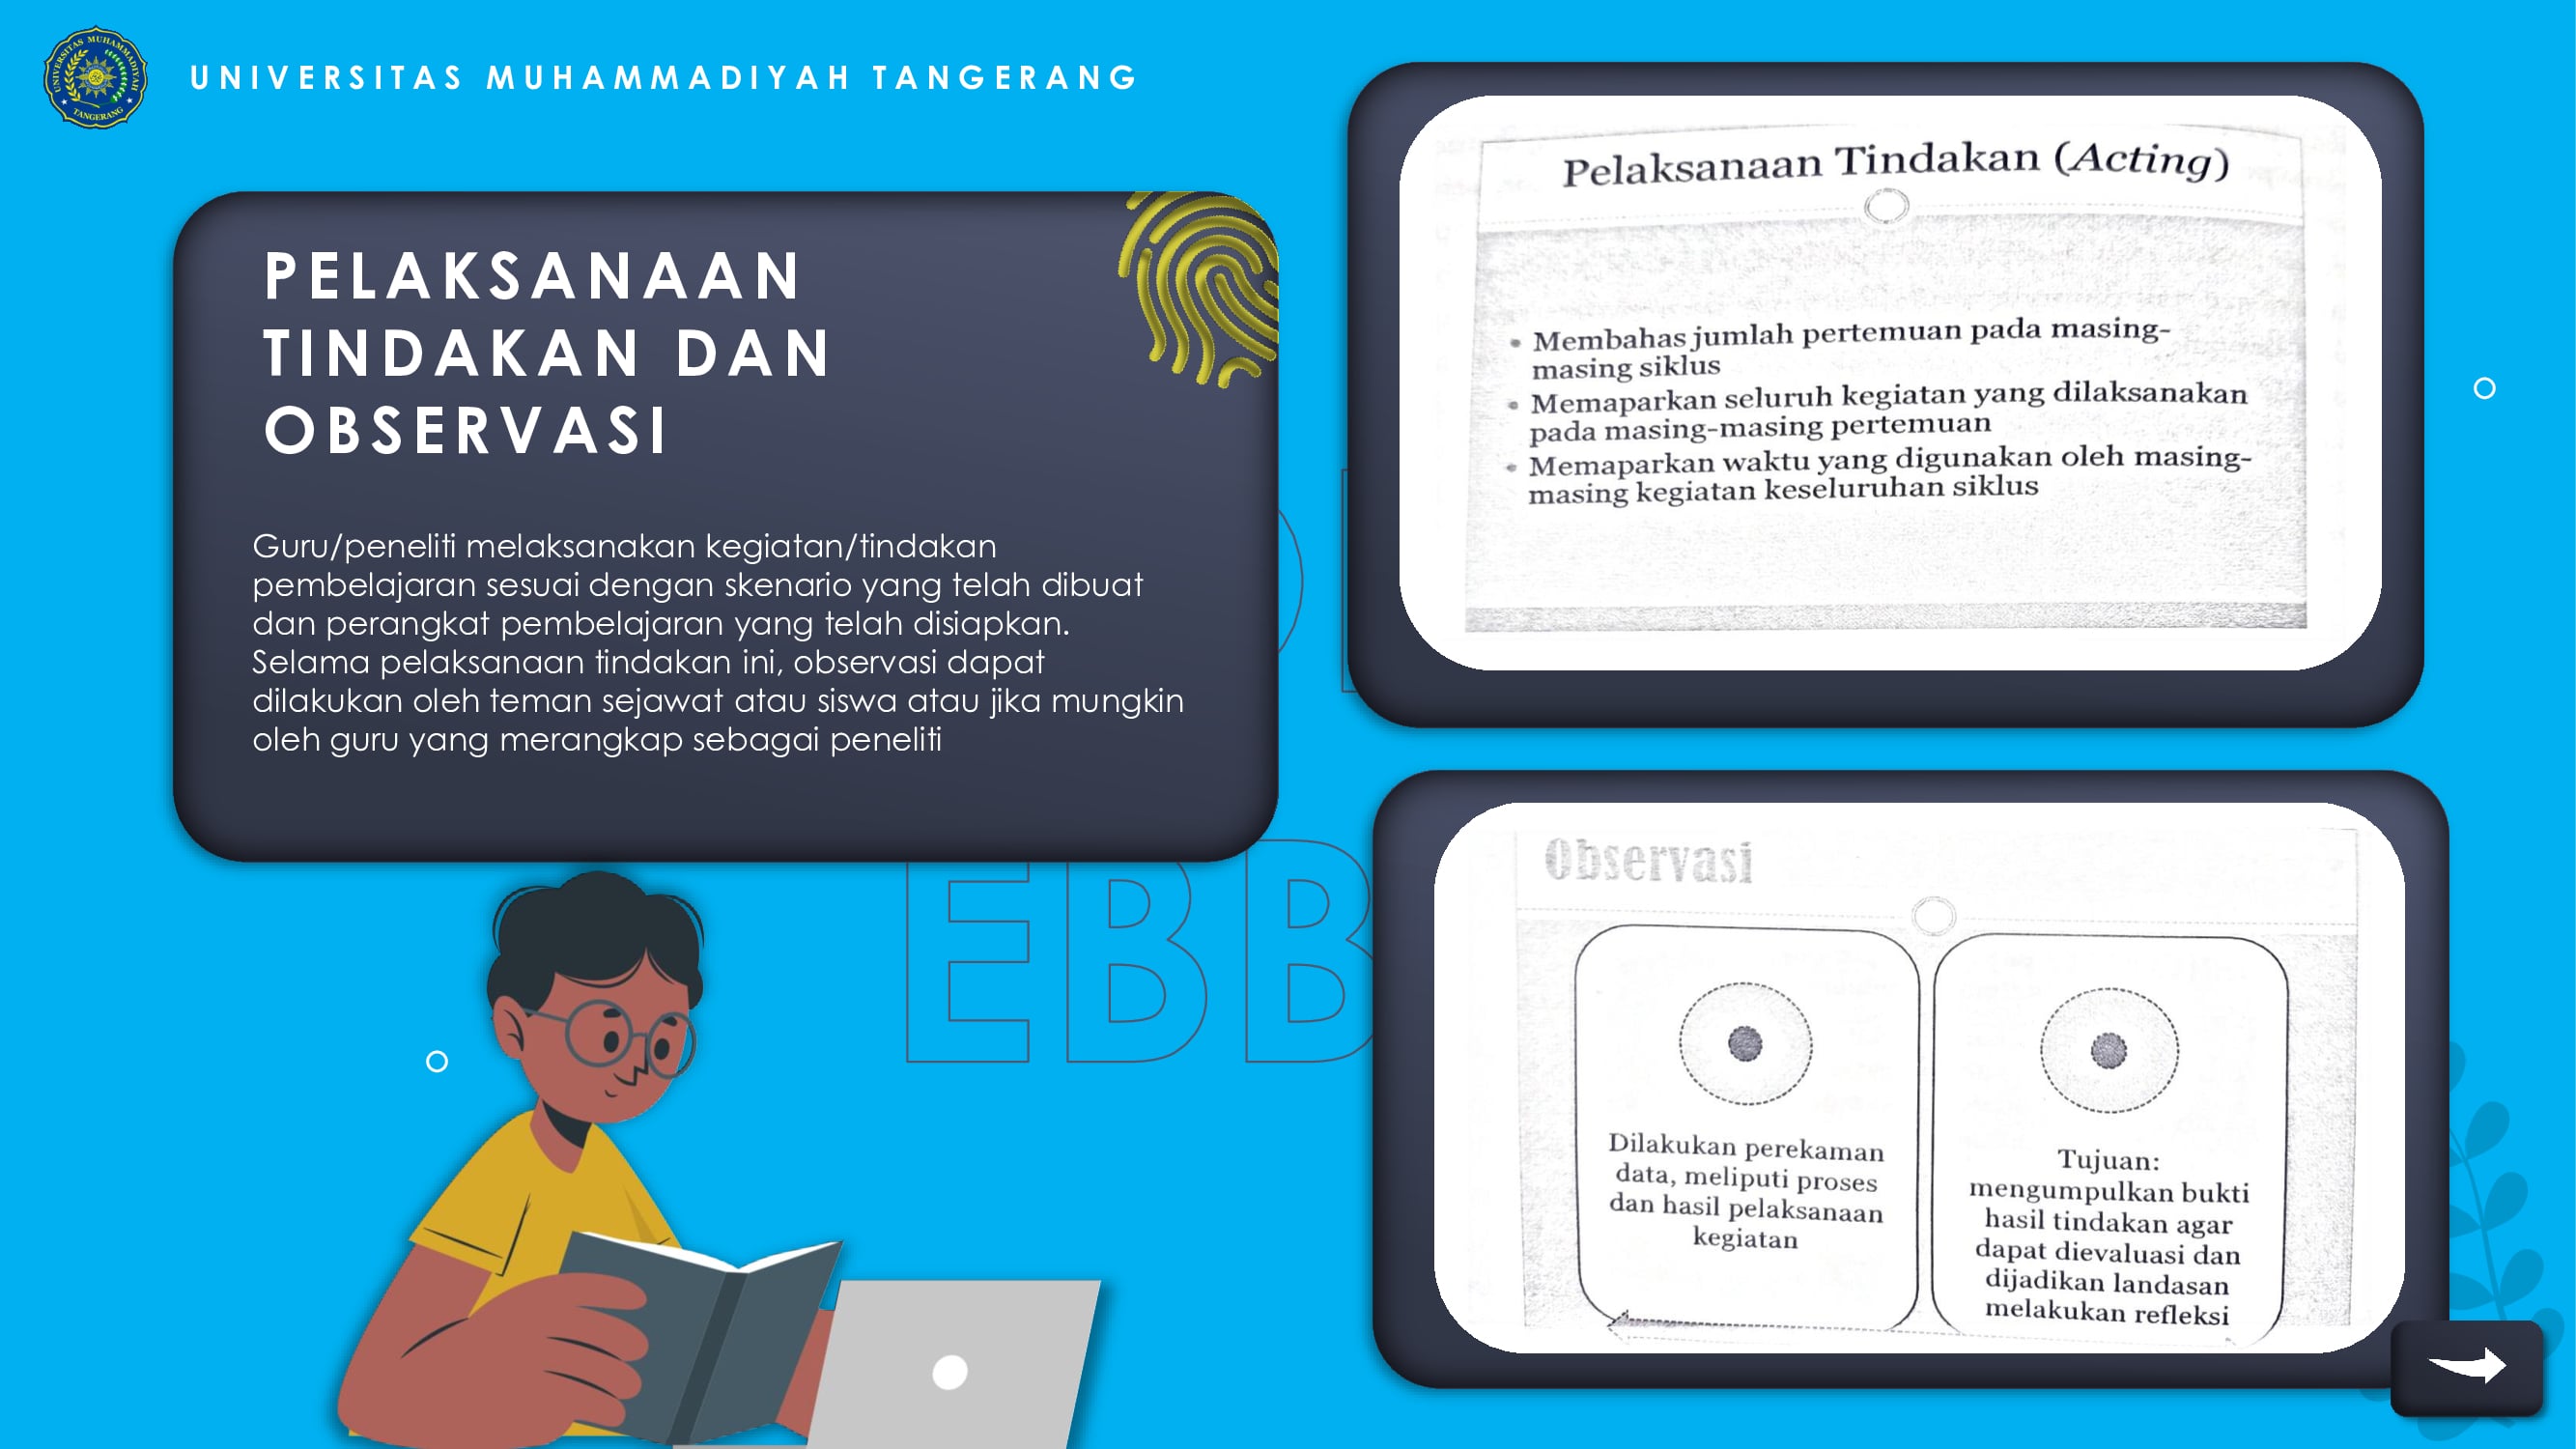 UNIVERSITAS MUHAMMADIYAH TANGERANG
UNIVERSITAS MUHAMMADIYAH
TANGERANG
PELAKSANAAN
TINDAKAN DAN
OBSERVASI
Guru/peneliti melaksanakan kegiatan/tindakan
pembelajaran sesuai dengan skenario yang telah dibuat
dan perangkat pembelajaran yang telah disiapkan.
Selama pelaksanaan tindakan ini, observasi dapat
dilakukan oleh teman sejawat atau siswa atau jika mungkin
oleh guru yang merangkap sebagai peneliti
Pelaksanaan Tindakan (Acting)
• Membahas jumlah pertemuan pada masing-
masing siklus
• Memaparkan seluruh kegiatan yang dilaksanakan
pada masing-masing pertemuan
• Memaparkan waktu yang digunakan oleh masing-
masing kegiatan keseluruhan siklus
EBB
Observasi
Dilakukan perekaman
data, meliputi proses
dan hasil pelaksanaan
kegiatan
Tujuan:
mengumpulkan bukti
hasil tindakan agar
dapat dievaluasi dan
dijadikan landasan
melakukan refleksi